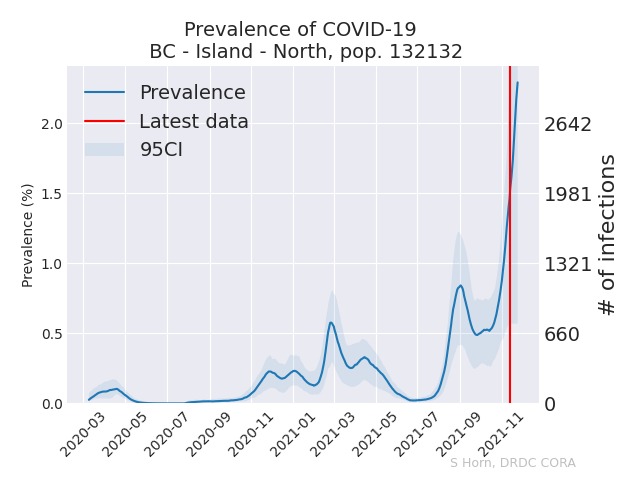 Prevalence of COVID-19
BC - Island - North, pop. 132132
Prevalence
Latest data
95CI
Prevalence (%)
2.0
1.5
1.0
0.5
0.0
2642
1981
1321
660
0
# of infections
2020-03
2020-05
2020-07
2020-09
2020-11
2021-01
2021-03
2021-05
2021-07
2021-09
2021-11
S Horn, DRDC CORA